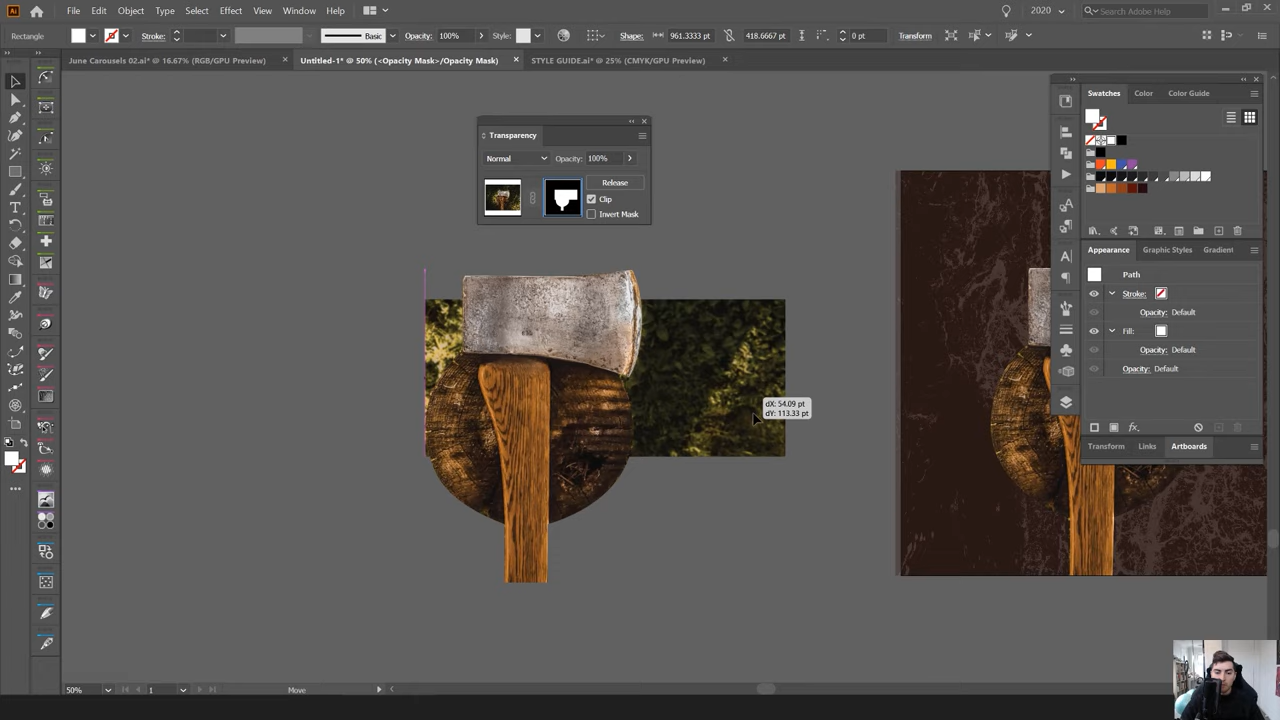 Ai File Edit Object Type Select Effect View Window Help 2020 Search Adobe Help
Rectangle Stroke: Basic Opacity: 100% Style: Shape: 961.3333 pt 418.6667 pt 0 pt Transform
June Carousels 02.ai* @ 16.67% (RGB/GPU Preview) Untitled-1* @ 50% (<Opacity Mask>/Opacity Mask) STYLE GUIDE.ai* @ 25% (CMYK/GPU Preview)
Swatches Color Color Guide
Transparency
Normal Opacity: 100%
Release
Clip
Invert Mask
Appearance Graphic Styles Gradient
Path
Stroke:
Opacity: Default
Fill:
Opacity: Default
Opacity: Default
fx.
Transform Links Artboards
dX: 54.09 pt
dY: 113.33 pt
50% 1 Move